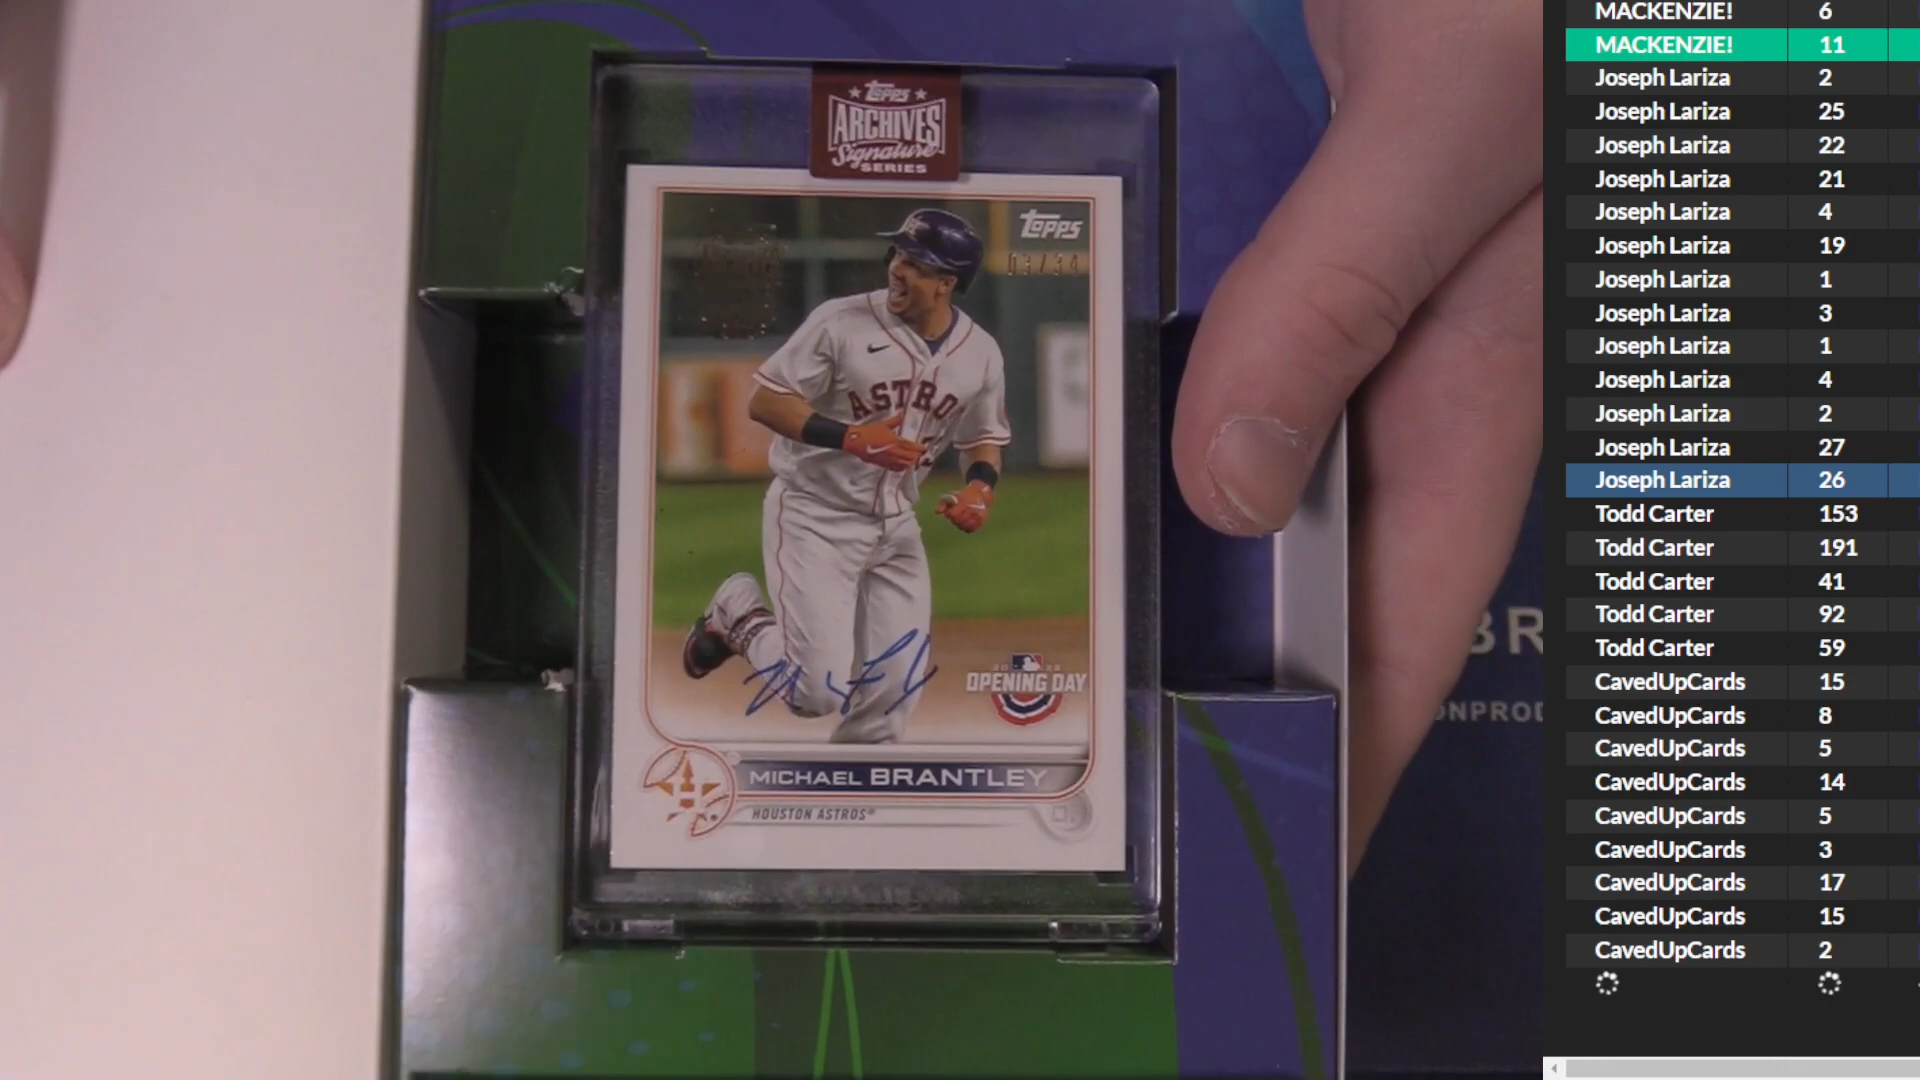 Topps
ARCHIVES
Signature
SERIES
Topps
03/34
ASTRO
2022
OPENING DAY
MICHAEL BRANTLEY
HOUSTON ASTROS®
MACKENZIE! 6
MACKENZIE! 11
Joseph Lariza 2
Joseph Lariza 25
Joseph Lariza 22
Joseph Lariza 21
Joseph Lariza 4
Joseph Lariza 19
Joseph Lariza 1
Joseph Lariza 3
Joseph Lariza 1
Joseph Lariza 4
Joseph Lariza 2
Joseph Lariza 27
Joseph Lariza 26
Todd Carter 153
Todd Carter 191
Todd Carter 41
Todd Carter 92
Todd Carter 59
CavedUpCards 15
CavedUpCards 8
CavedUpCards 5
CavedUpCards 14
CavedUpCards 5
CavedUpCards 3
CavedUpCards 17
CavedUpCards 15
CavedUpCards 2